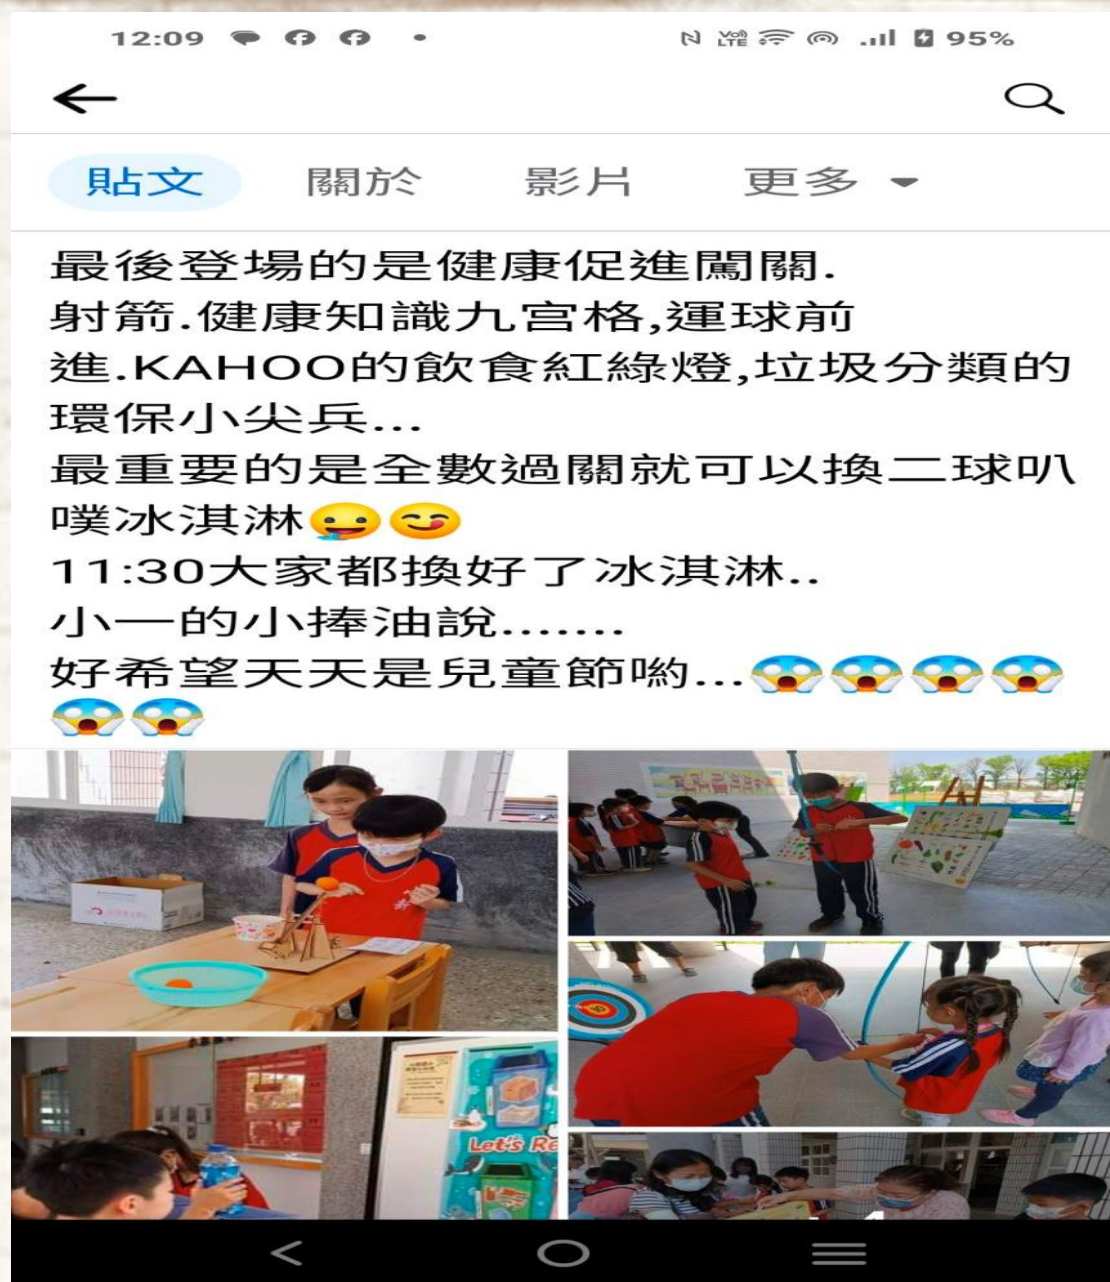 12:09
VoLTE 95%
貼文 關於 影片 更多
最後登場的是健康促進闖關.
射箭.健康知識九宮格,運球前
進.KAHOO的飲食紅綠燈,垃圾分類的
環保小尖兵...
最重要的是全數過關就可以換二球叭
噗冰淇淋
11:30大家都換好了冰淇淋..
小一的小捧油說.......
好希望天天是兒童節喲...
Let's Re